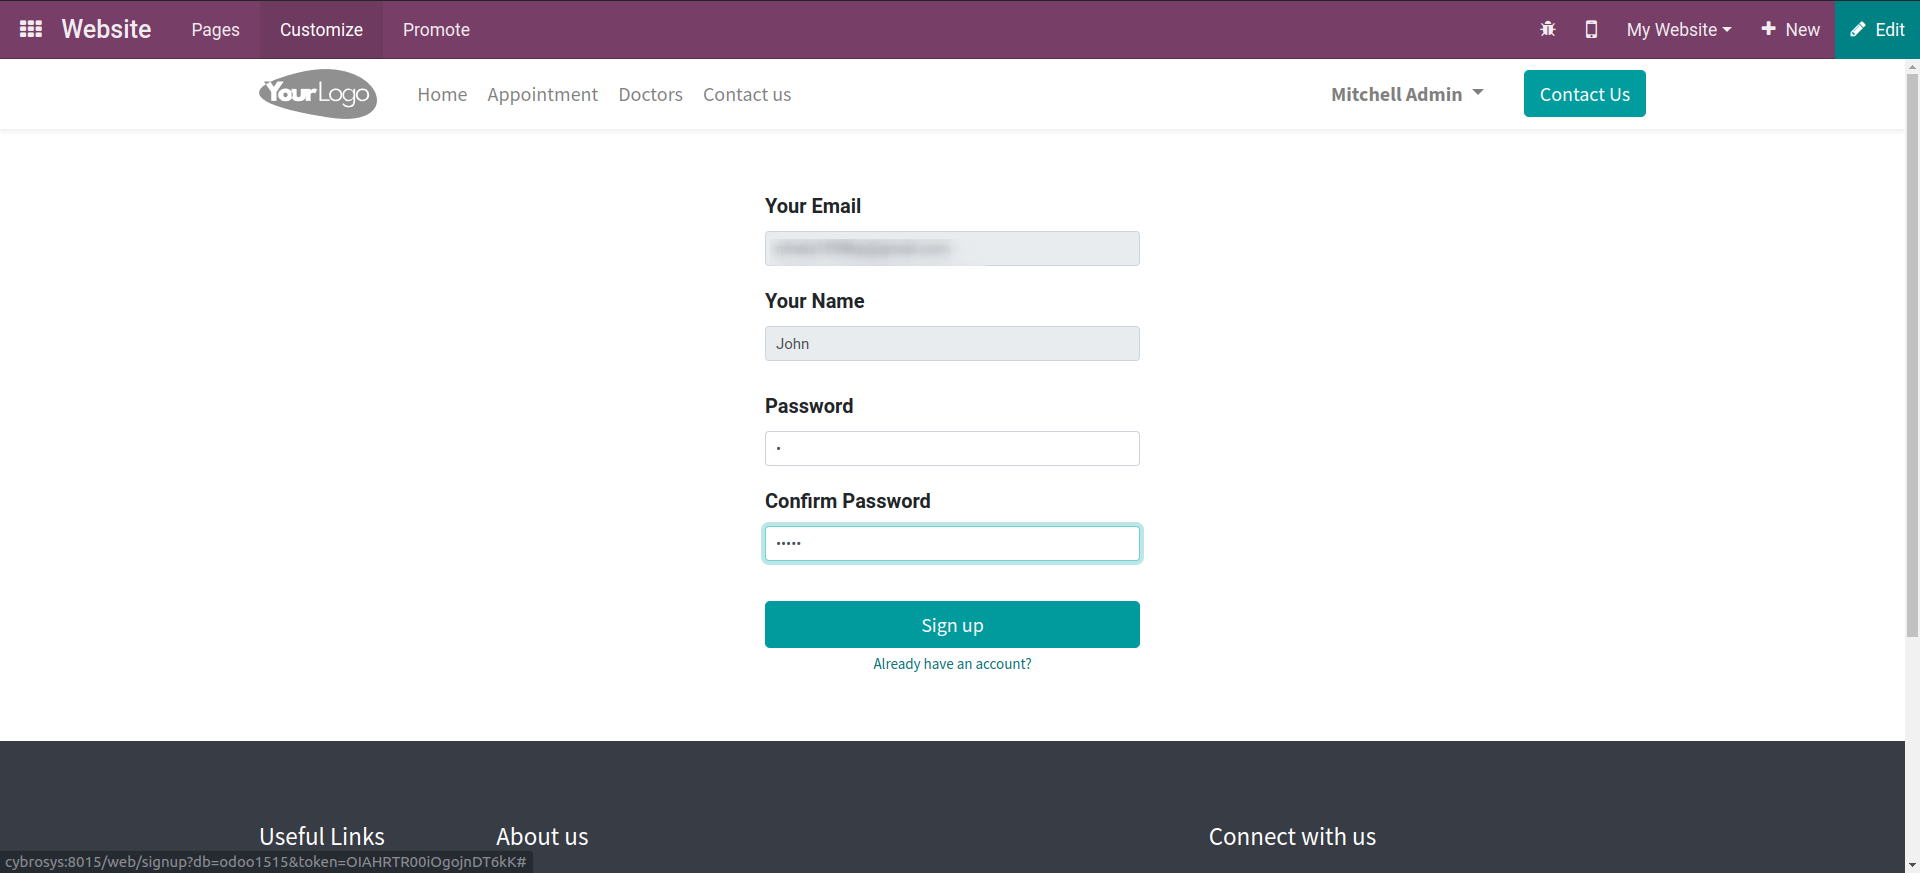 Website Pages Customize Promote My Website New Edit
YourLogo Home Appointment Doctors Contact us Mitchell Admin Contact Us
Your Email
Your Name
John
Password
•
Confirm Password
•••••
Sign up
Already have an account?
Useful Links About us Connect with us
cybrosys:8015/web/signup?db=odoo1515&token=OIAHRTR00iOgojnDT6kK#